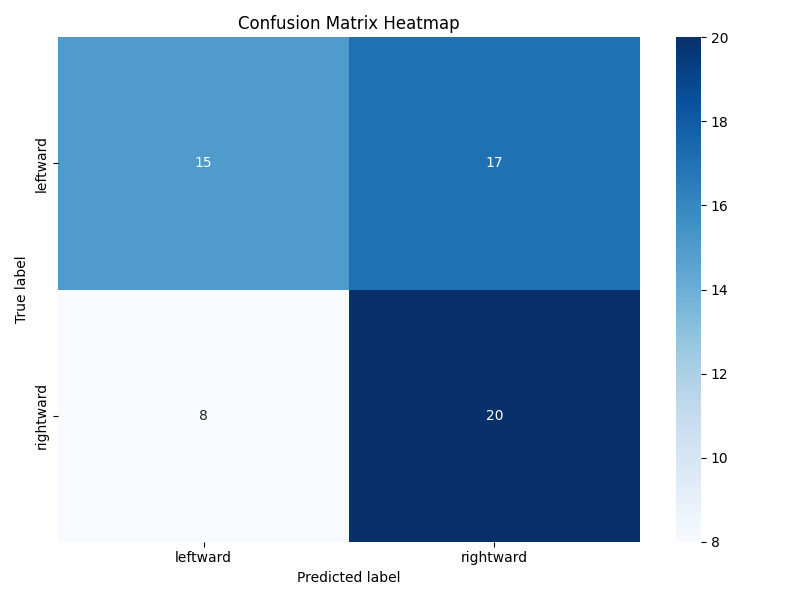 Confusion Matrix Heatmap
True label
leftward
rightward
15
17
8
20
leftward
rightward
Predicted label
20
18
16
14
12
10
8